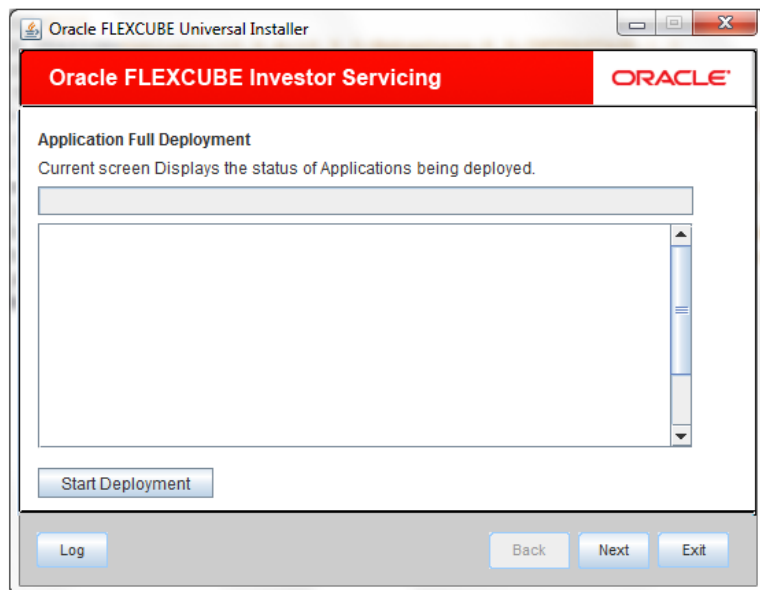 Oracle FLEXCUBE Universal Installer
Oracle FLEXCUBE Investor Servicing
ORACLE
Application Full Deployment
Current screen Displays the status of Applications being deployed.
Start Deployment
Log
Back
Next
Exit